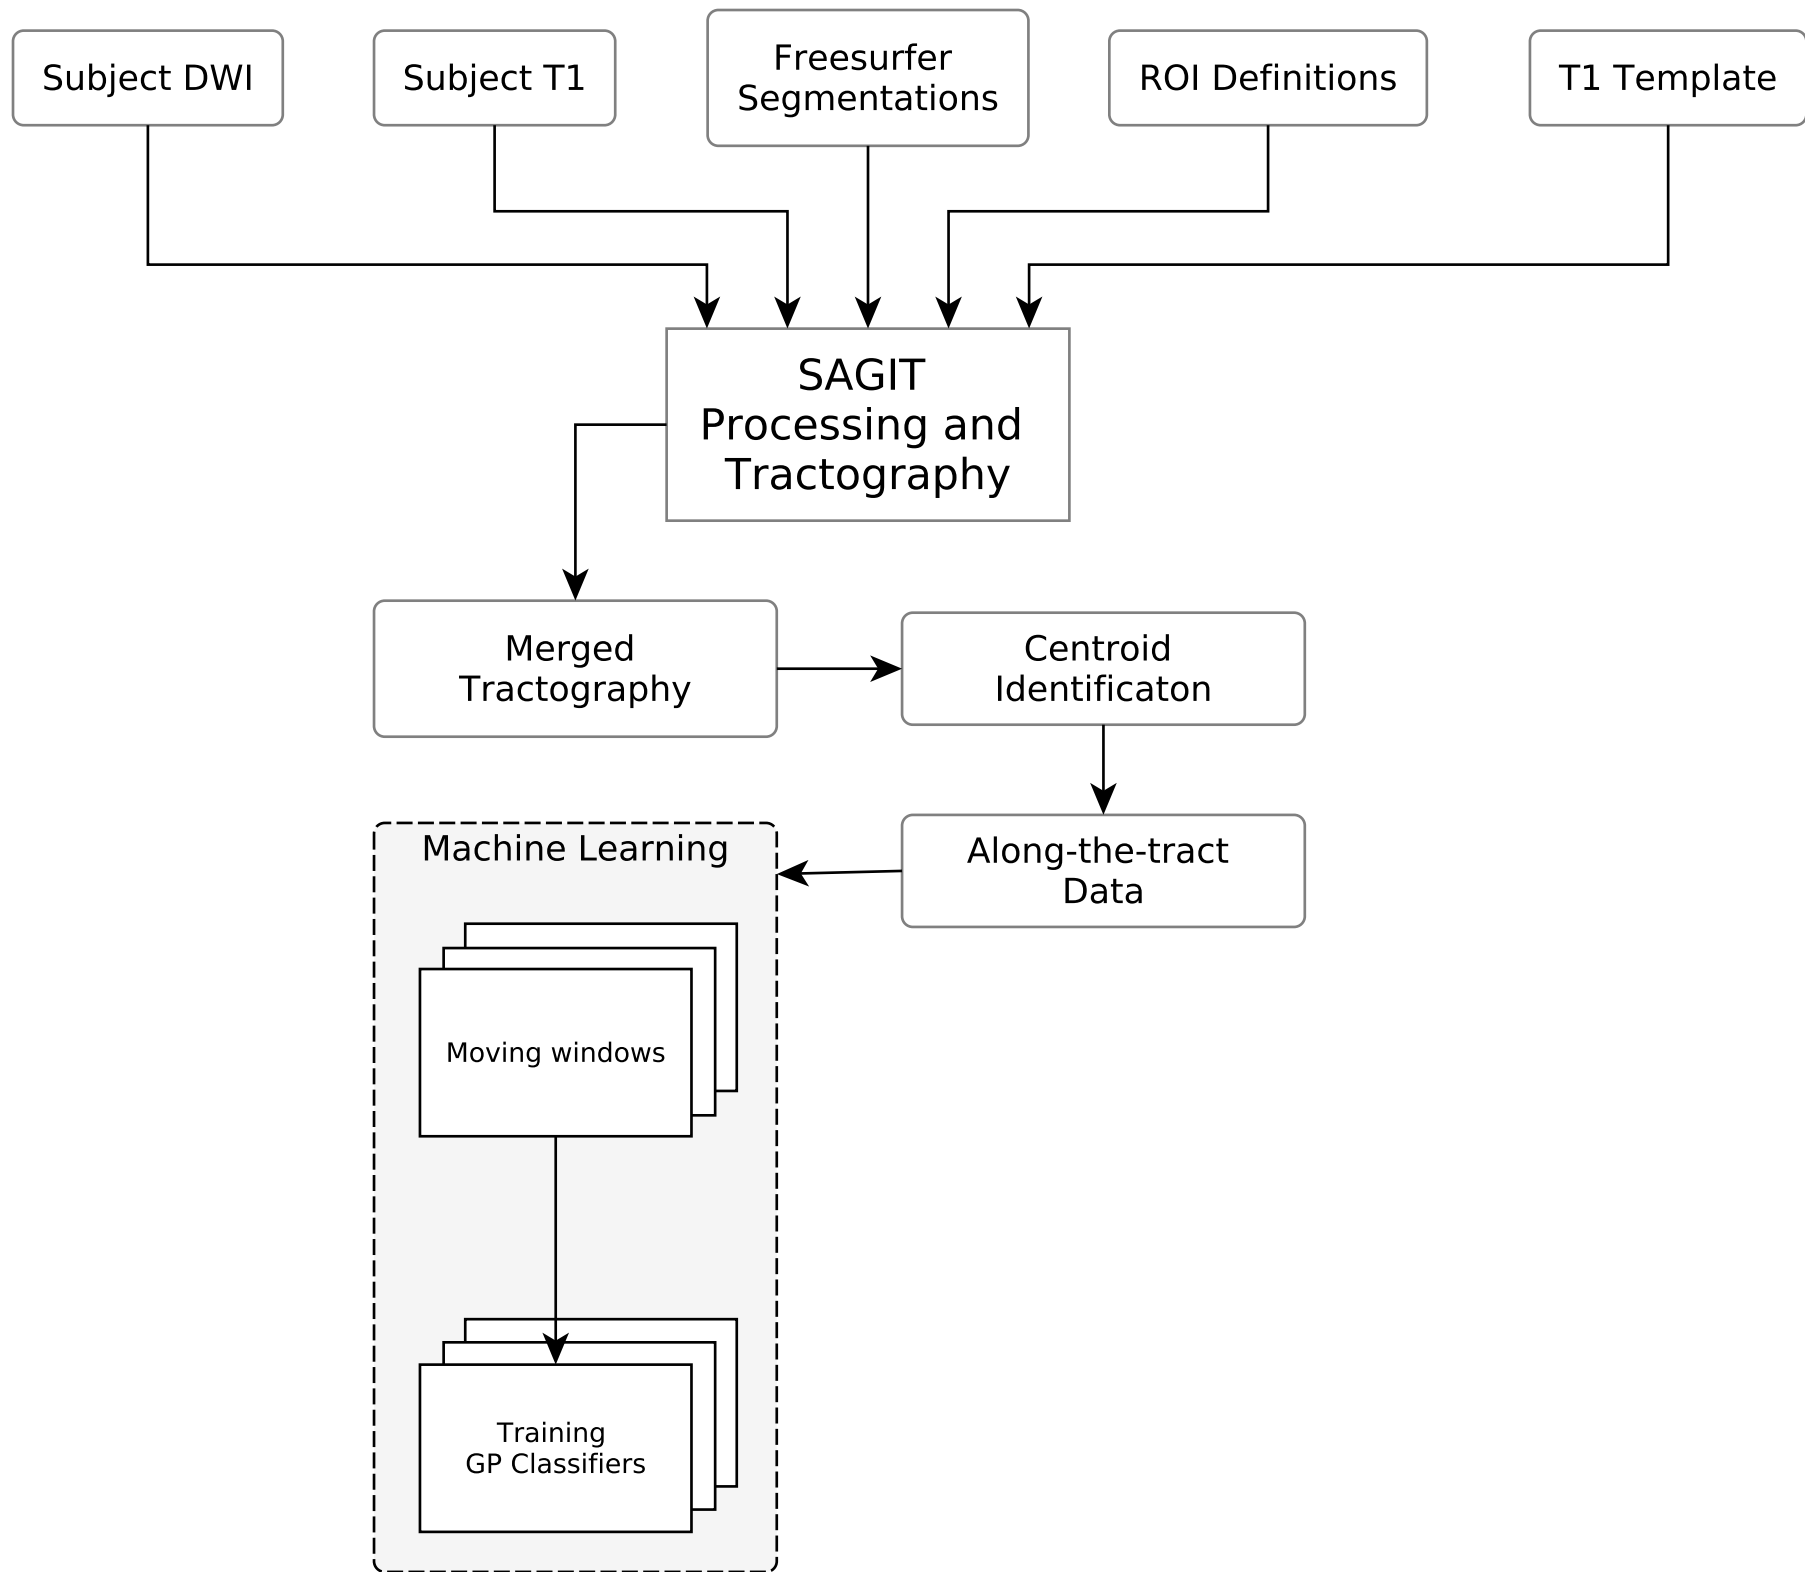 Subject DWI
Subject T1
Freesurfer
Segmentations
ROI Definitions
T1 Template
SAGIT
Processing and
Tractography
Merged
Tractography
Centroid
Identificaton
Along-the-tract
Data
Machine Learning
Moving windows
Training
GP Classifiers